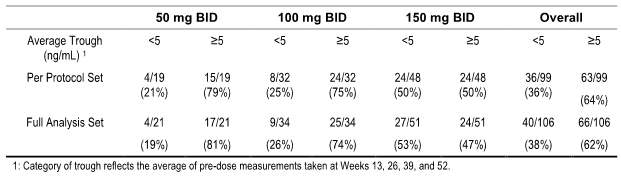 50 mg BID 100 mg BID 150 mg BID Overall
Average Trough (ng/mL) ¹ <5 ≥5 <5 ≥5 <5 ≥5 <5 ≥5
Per Protocol Set 4/19 15/19 8/32 24/32 24/48 24/48 36/99 63/99
(21%) (79%) (25%) (75%) (50%) (50%) (36%) (64%)
Full Analysis Set 4/21 17/21 9/34 25/34 27/51 24/51 40/106 66/106
(19%) (81%) (26%) (74%) (53%) (47%) (38%) (62%)
1: Category of trough reflects the average of pre-dose measurements taken at Weeks 13, 26, 39, and 52.